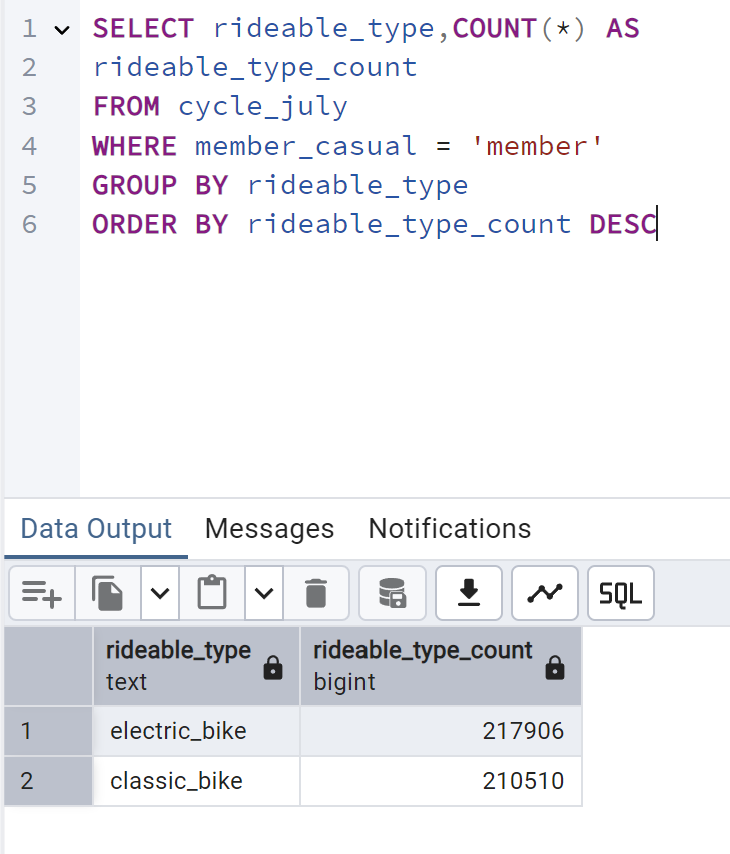 1 SELECT rideable_type,COUNT(*) AS
2 rideable_type_count
3 FROM cycle_july
4 WHERE member_casual = 'member'
5 GROUP BY rideable_type
6 ORDER BY rideable_type_count DESC
Data Output Messages Notifications
SQL
rideable_type rideable_type_count
text bigint
1 electric_bike 217906
2 classic_bike 210510